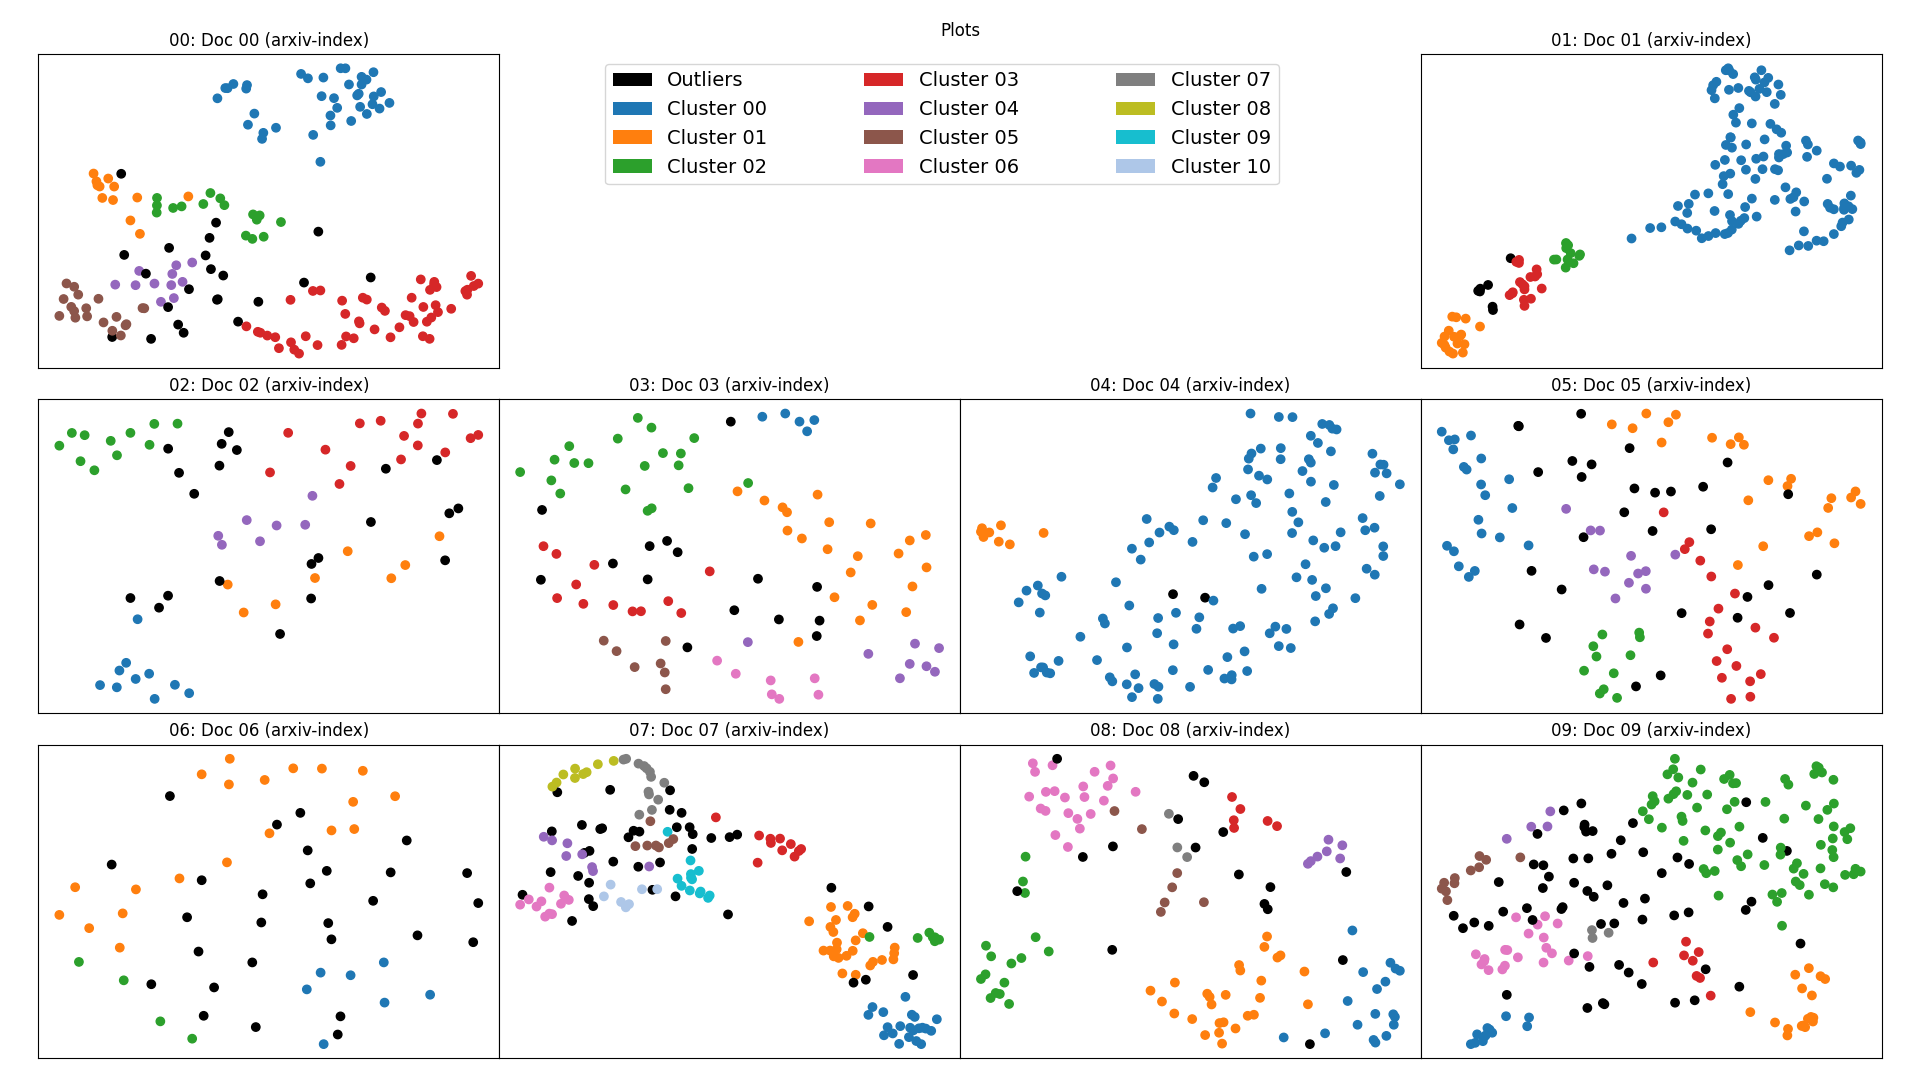 Plots
00: Doc 00 (arxiv-index)
Outliers
Cluster 00
Cluster 01
Cluster 02
Cluster 03
Cluster 04
Cluster 05
Cluster 06
Cluster 07
Cluster 08
Cluster 09
Cluster 10
01: Doc 01 (arxiv-index)
02: Doc 02 (arxiv-index)
03: Doc 03 (arxiv-index)
04: Doc 04 (arxiv-index)
05: Doc 05 (arxiv-index)
06: Doc 06 (arxiv-index)
07: Doc 07 (arxiv-index)
08: Doc 08 (arxiv-index)
09: Doc 09 (arxiv-index)